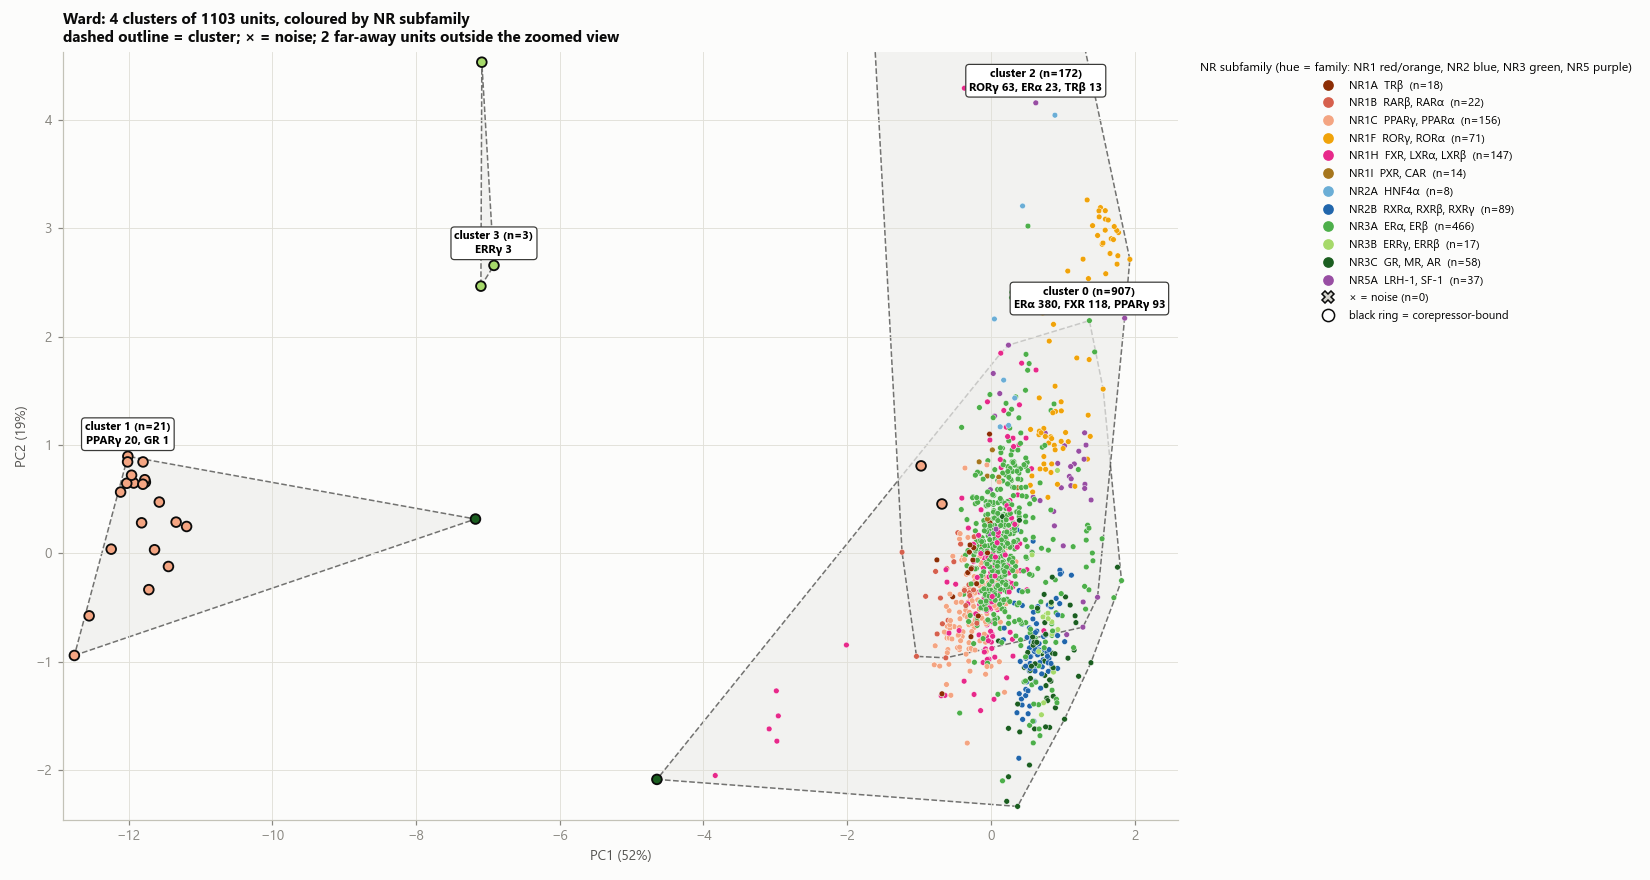 Ward: 4 clusters of 1103 units, coloured by NR subfamily
dashed outline = cluster; × = noise; 2 far-away units outside the zoomed view
cluster 2 (n=172)
RORγ 63, ERα 23, TRβ 13
cluster 3 (n=3)
ERRγ 3
cluster 0 (n=907)
ERα 380, FXR 118, PPARγ 93
cluster 1 (n=21)
PPARγ 20, GR 1
4
3
2
1
0
−1
−2
PC2 (19%)
−12
−10
−8
−6
−4
−2
0
2
PC1 (52%)
NR subfamily (hue = family: NR1 red/orange, NR2 blue, NR3 green, NR5 purple)
NR1A TRβ (n=18)
NR1B RARβ, RARα (n=22)
NR1C PPARγ, PPARα (n=156)
NR1F RORγ, RORα (n=71)
NR1H FXR, LXRα, LXRβ (n=147)
NR1I PXR, CAR (n=14)
NR2A HNF4α (n=8)
NR2B RXRα, RXRβ, RXRγ (n=89)
NR3A ERα, ERβ (n=466)
NR3B ERRγ, ERRβ (n=17)
NR3C GR, MR, AR (n=58)
NR5A LRH-1, SF-1 (n=37)
× = noise (n=0)
black ring = corepressor-bound